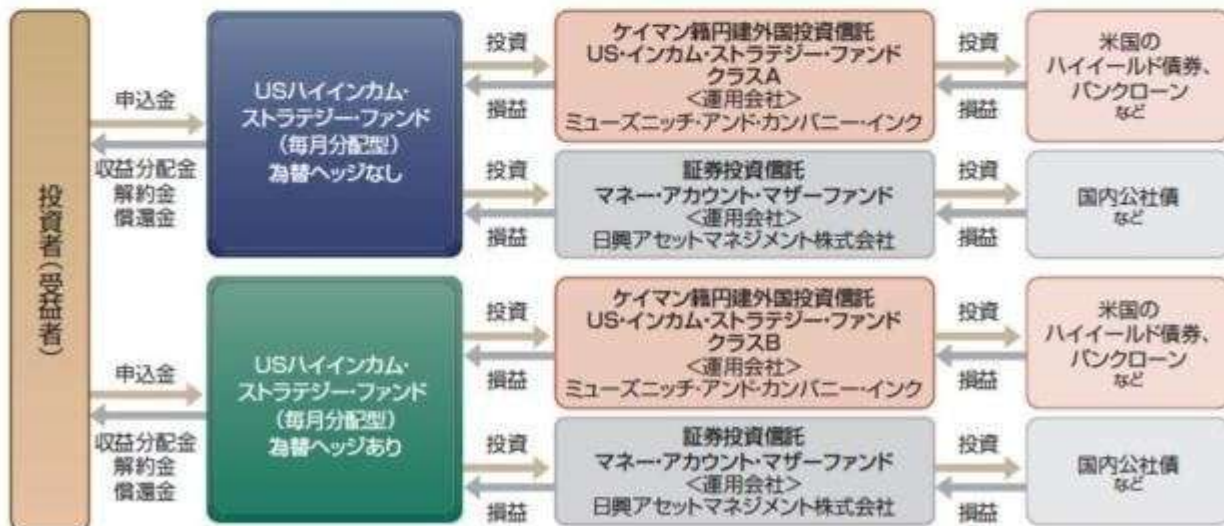 投資者(受益者)
申込金
収益分配金
解約金
償還金
USハイインカム・
ストラテジー・ファンド
(毎月分配型)
為替ヘッジなし
投資
損益
ケイマン籍円建外国投資信託
US・インカム・ストラテジー・ファンド
クラスA
<運用会社>
ミューズニッチ・アンド・カンパニー・インク
投資
損益
米国の
ハイイールド債券、
バンクローン
など
投資
損益
証券投資信託
マネー・アカウント・マザーファンド
<運用会社>
日興アセットマネジメント株式会社
投資
損益
国内公社債
など
申込金
収益分配金
解約金
償還金
USハイインカム・
ストラテジー・ファンド
(毎月分配型)
為替ヘッジあり
投資
損益
ケイマン籍円建外国投資信託
US・インカム・ストラテジー・ファンド
クラスB
<運用会社>
ミューズニッチ・アンド・カンパニー・インク
投資
損益
米国の
ハイイールド債券、
バンクローン
など
投資
損益
証券投資信託
マネー・アカウント・マザーファンド
<運用会社>
日興アセットマネジメント株式会社
投資
損益
国内公社債
など